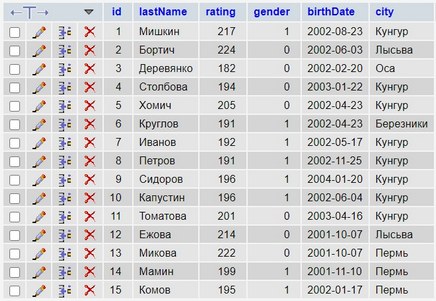 id lastName rating gender birthDate city
1 Мишкин 217 1 2002-08-23 Кунгур
2 Бортич 224 0 2002-06-03 Лысьва
3 Деревянко 182 0 2002-02-20 Оса
4 Столбова 194 0 2003-01-22 Кунгур
5 Хомич 205 0 2002-04-23 Кунгур
6 Круглов 191 1 2002-04-23 Березники
7 Иванов 192 1 2002-05-17 Кунгур
8 Петров 191 1 2002-11-25 Кунгур
9 Сидоров 196 1 2004-01-20 Кунгур
10 Капустин 196 1 2002-06-04 Кунгур
11 Томатова 201 0 2003-04-16 Кунгур
12 Ежова 214 0 2001-10-07 Лысьва
13 Микова 222 0 2001-10-07 Пермь
14 Мамин 199 1 2001-11-10 Пермь
15 Комов 195 1 2002-01-17 Пермь